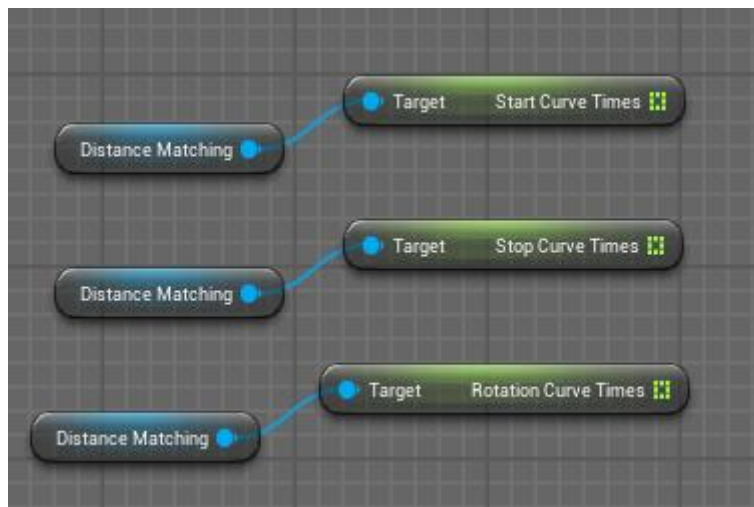 Target Start Curve Times
Distance Matching
Target Stop Curve Times
Distance Matching
Target Rotation Curve Times
Distance Matching